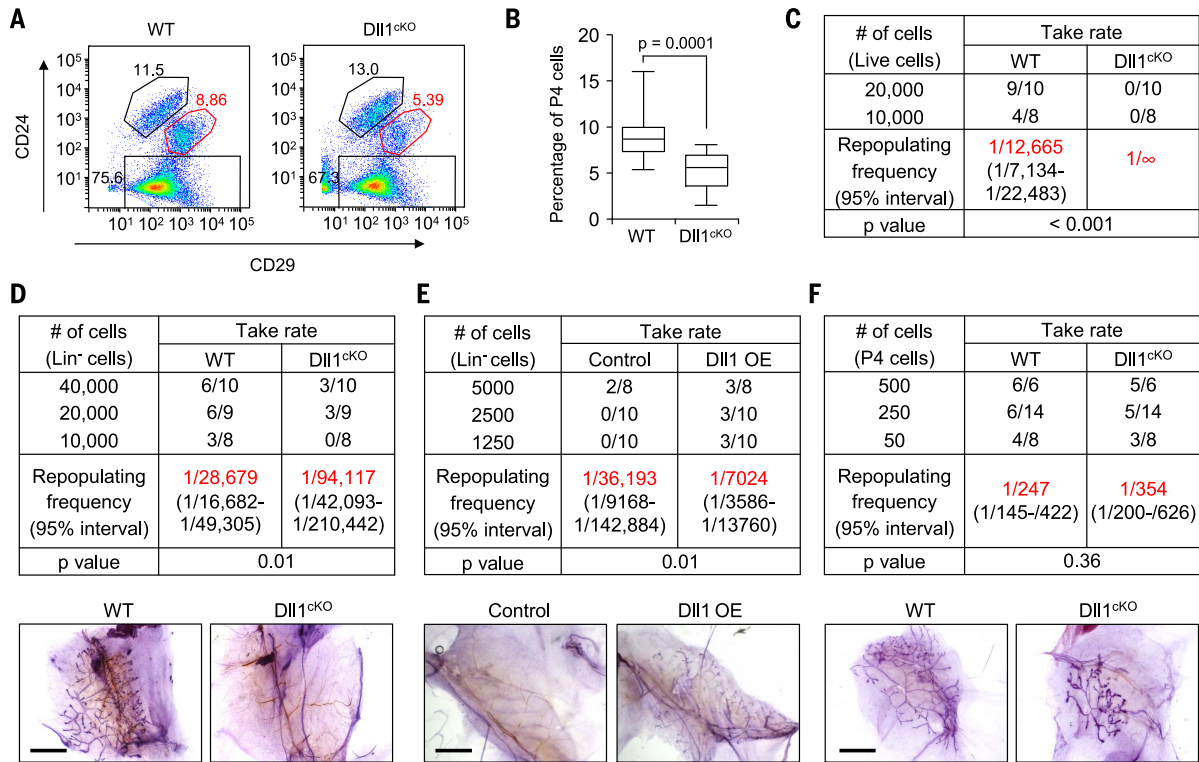 A
WT
Dll1cKO
CD24
10⁵
10⁴
10³
10²
10¹
11.5
8.86
75.6
10¹ 10² 10³ 10⁴ 10⁵
10⁵
10⁴
10³
10²
10¹
13.0
5.39
67.3
10¹ 10² 10³ 10⁴ 10⁵
CD29
B
Percentage of P4 cells
20
15
10
5
0
p = 0.0001
WT
Dll1cKO
C
# of cells
(Live cells)
Take rate
WT Dll1cKO
20,000 9/10 0/10
10,000 4/8 0/8
Repopulating
frequency
(95% interval)
1/12,665
(1/7,134-
1/22,483)
1/∞
p value < 0.001
D
# of cells
(Lin⁻ cells)
Take rate
WT Dll1cKO
40,000 6/10 3/10
20,000 6/9 3/9
10,000 3/8 0/8
Repopulating
frequency
(95% interval)
1/28,679
(1/16,682-
1/49,305)
1/94,117
(1/42,093-
1/210,442)
p value 0.01
WT
Dll1cKO
E
# of cells
(Lin⁻ cells)
Take rate
Control Dll1 OE
5000 2/8 3/8
2500 0/10 3/10
1250 0/10 3/10
Repopulating
frequency
(95% interval)
1/36,193
(1/9168-
1/142,884)
1/7024
(1/3586-
1/13760)
p value 0.01
Control
Dll1 OE
F
# of cells
(P4 cells)
Take rate
WT Dll1cKO
500 6/6 5/6
250 6/14 5/14
50 4/8 3/8
Repopulating
frequency
(95% interval)
1/247
(1/145-/422)
1/354
(1/200-/626)
p value 0.36
WT
Dll1cKO